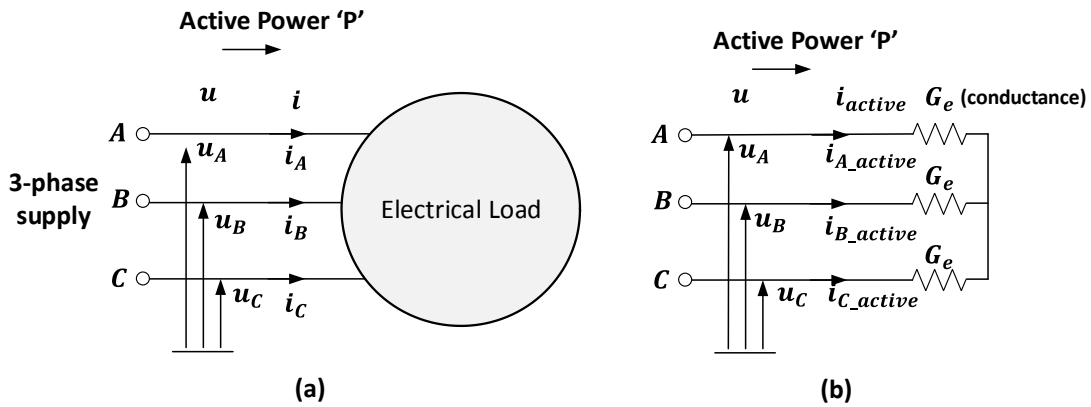 Active Power ‘P’
u
i
A
u_A
i_A
3-phase
supply
B
u_B
i_B
C
u_C
i_C
Electrical Load
(a)
Active Power ‘P’
u
i_active
G_e (conductance)
A
u_A
i_A_active
B
u_B
G_e
i_B_active
C
u_C
G_e
i_C_active
(b)